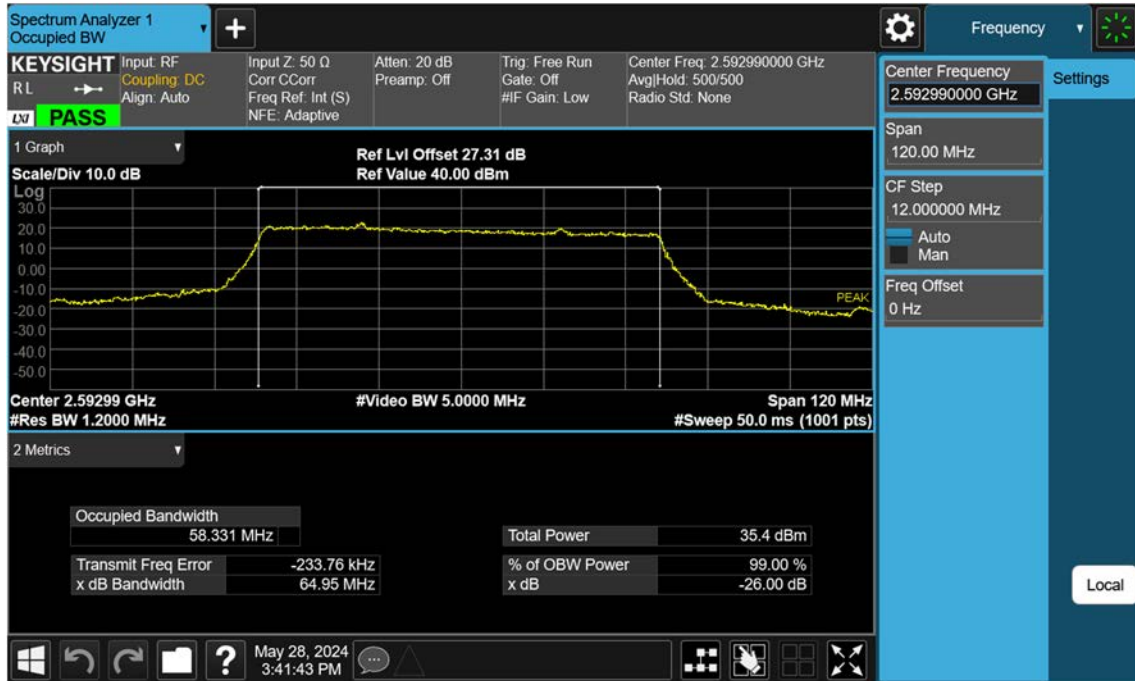 Spectrum Analyzer 1
Occupied BW
+
Frequency
KEYSIGHT
R L
LXI PASS
Input: RF
Coupling: DC
Align: Auto
Input Z: 50 Ω
Corr CCorr
Freq Ref: Int (S)
NFE: Adaptive
Atten: 20 dB
Preamp: Off
Trig: Free Run
Gate: Off
#IF Gain: Low
Center Freq: 2.592990000 GHz
Avg|Hold: 500/500
Radio Std: None
Center Frequency
2.592990000 GHz
Settings
Span
120.00 MHz
CF Step
12.000000 MHz
Auto
Man
Freq Offset
0 Hz
Local
1 Graph
Scale/Div 10.0 dB
Ref Lvl Offset 27.31 dB
Ref Value 40.00 dBm
Log
30.0
20.0
10.0
0.00
-10.0
-20.0
-30.0
-40.0
-50.0
PEAK
Center 2.59299 GHz
#Video BW 5.0000 MHz
Span 120 MHz
#Res BW 1.2000 MHz
#Sweep 50.0 ms (1001 pts)
2 Metrics
Occupied Bandwidth
58.331 MHz
Total Power 35.4 dBm
Transmit Freq Error -233.76 kHz
% of OBW Power 99.00 %
x dB Bandwidth 64.95 MHz
x dB -26.00 dB
?
May 28, 2024
3:41:43 PM